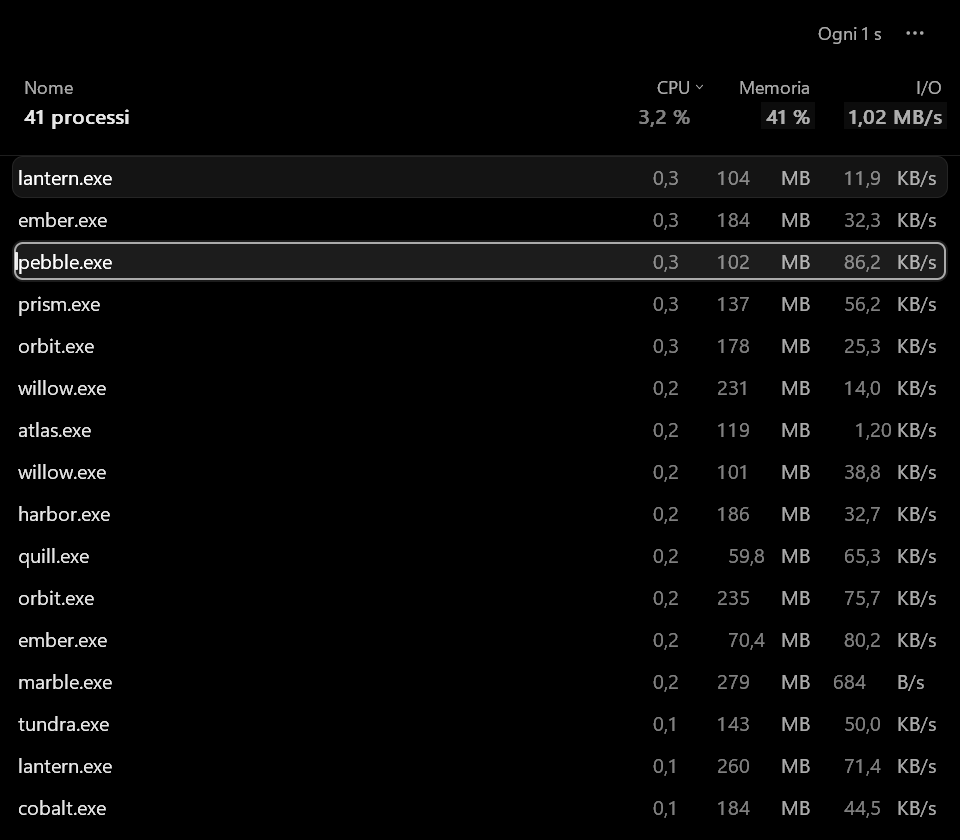 Ogni 1 s ···
Nome CPU Memoria I/O
41 processi 3,2 % 41 % 1,02 MB/s
lantern.exe 0,3 104 MB 11,9 KB/s
ember.exe 0,3 184 MB 32,3 KB/s
pebble.exe 0,3 102 MB 86,2 KB/s
prism.exe 0,3 137 MB 56,2 KB/s
orbit.exe 0,3 178 MB 25,3 KB/s
willow.exe 0,2 231 MB 14,0 KB/s
atlas.exe 0,2 119 MB 1,20 KB/s
willow.exe 0,2 101 MB 38,8 KB/s
harbor.exe 0,2 186 MB 32,7 KB/s
quill.exe 0,2 59,8 MB 65,3 KB/s
orbit.exe 0,2 235 MB 75,7 KB/s
ember.exe 0,2 70,4 MB 80,2 KB/s
marble.exe 0,2 279 MB 684 B/s
tundra.exe 0,1 143 MB 50,0 KB/s
lantern.exe 0,1 260 MB 71,4 KB/s
cobalt.exe 0,1 184 MB 44,5 KB/s